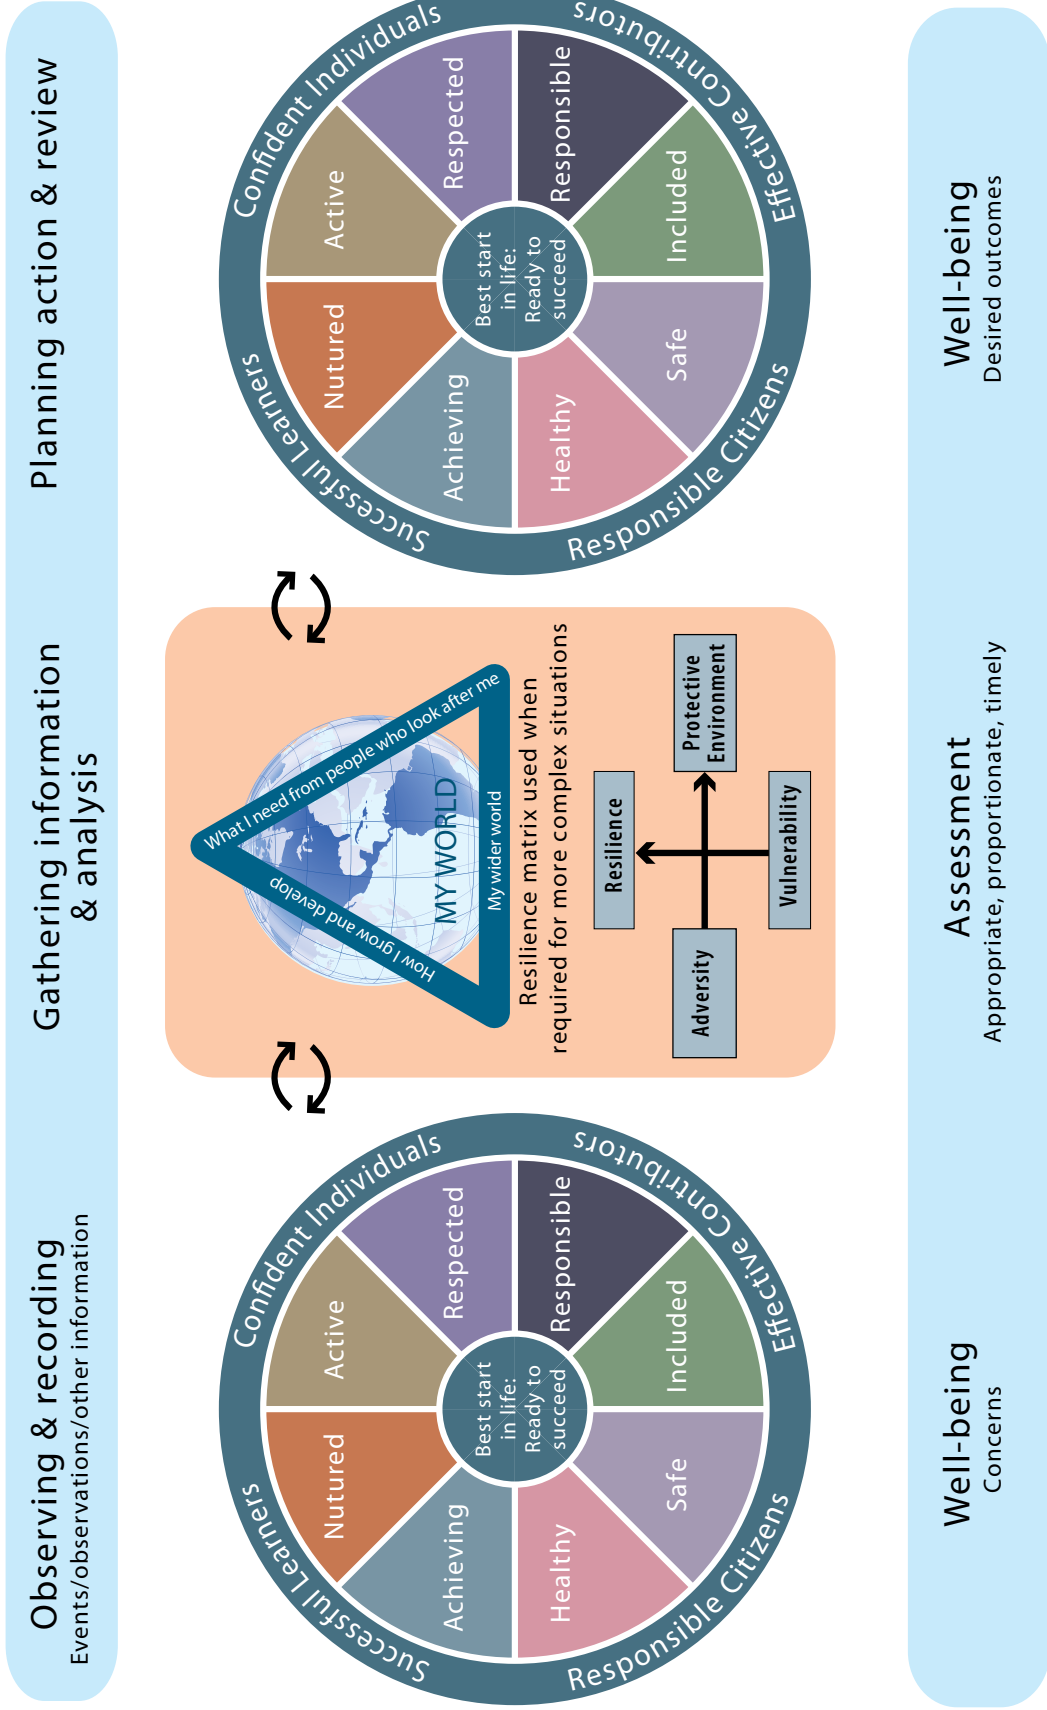 Observing & recording
Events/observations/other information
Gathering information
& analysis
Planning action & review
Confident Individuals
Effective Contributors
Responsible Citizens
Successful Learners
Nutured
Active
Respected
Responsible
Included
Safe
Healthy
Achieving
Best start
in life:
Ready to
succeed
How I grow and develop
What I need from people who look after me
MY WORLD
My wider world
Resilience matrix used when
required for more complex situations
Resilience
Adversity
Protective
Environment
Vulnerability
Confident Individuals
Effective Contributors
Responsible Citizens
Successful Learners
Nutured
Active
Respected
Responsible
Included
Safe
Healthy
Achieving
Best start
in life:
Ready to
succeed
Well-being
Concerns
Assessment
Appropriate, proportionate, timely
Well-being
Desired outcomes